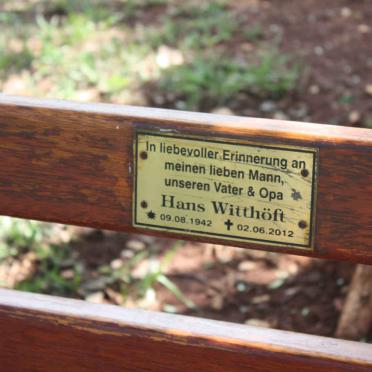 In liebevoller Erinnerung an
meinen lieben Mann,
unseren Vater & Opa
Hans Witthöft
* 09.08.1942 ✝ 02.06.2012